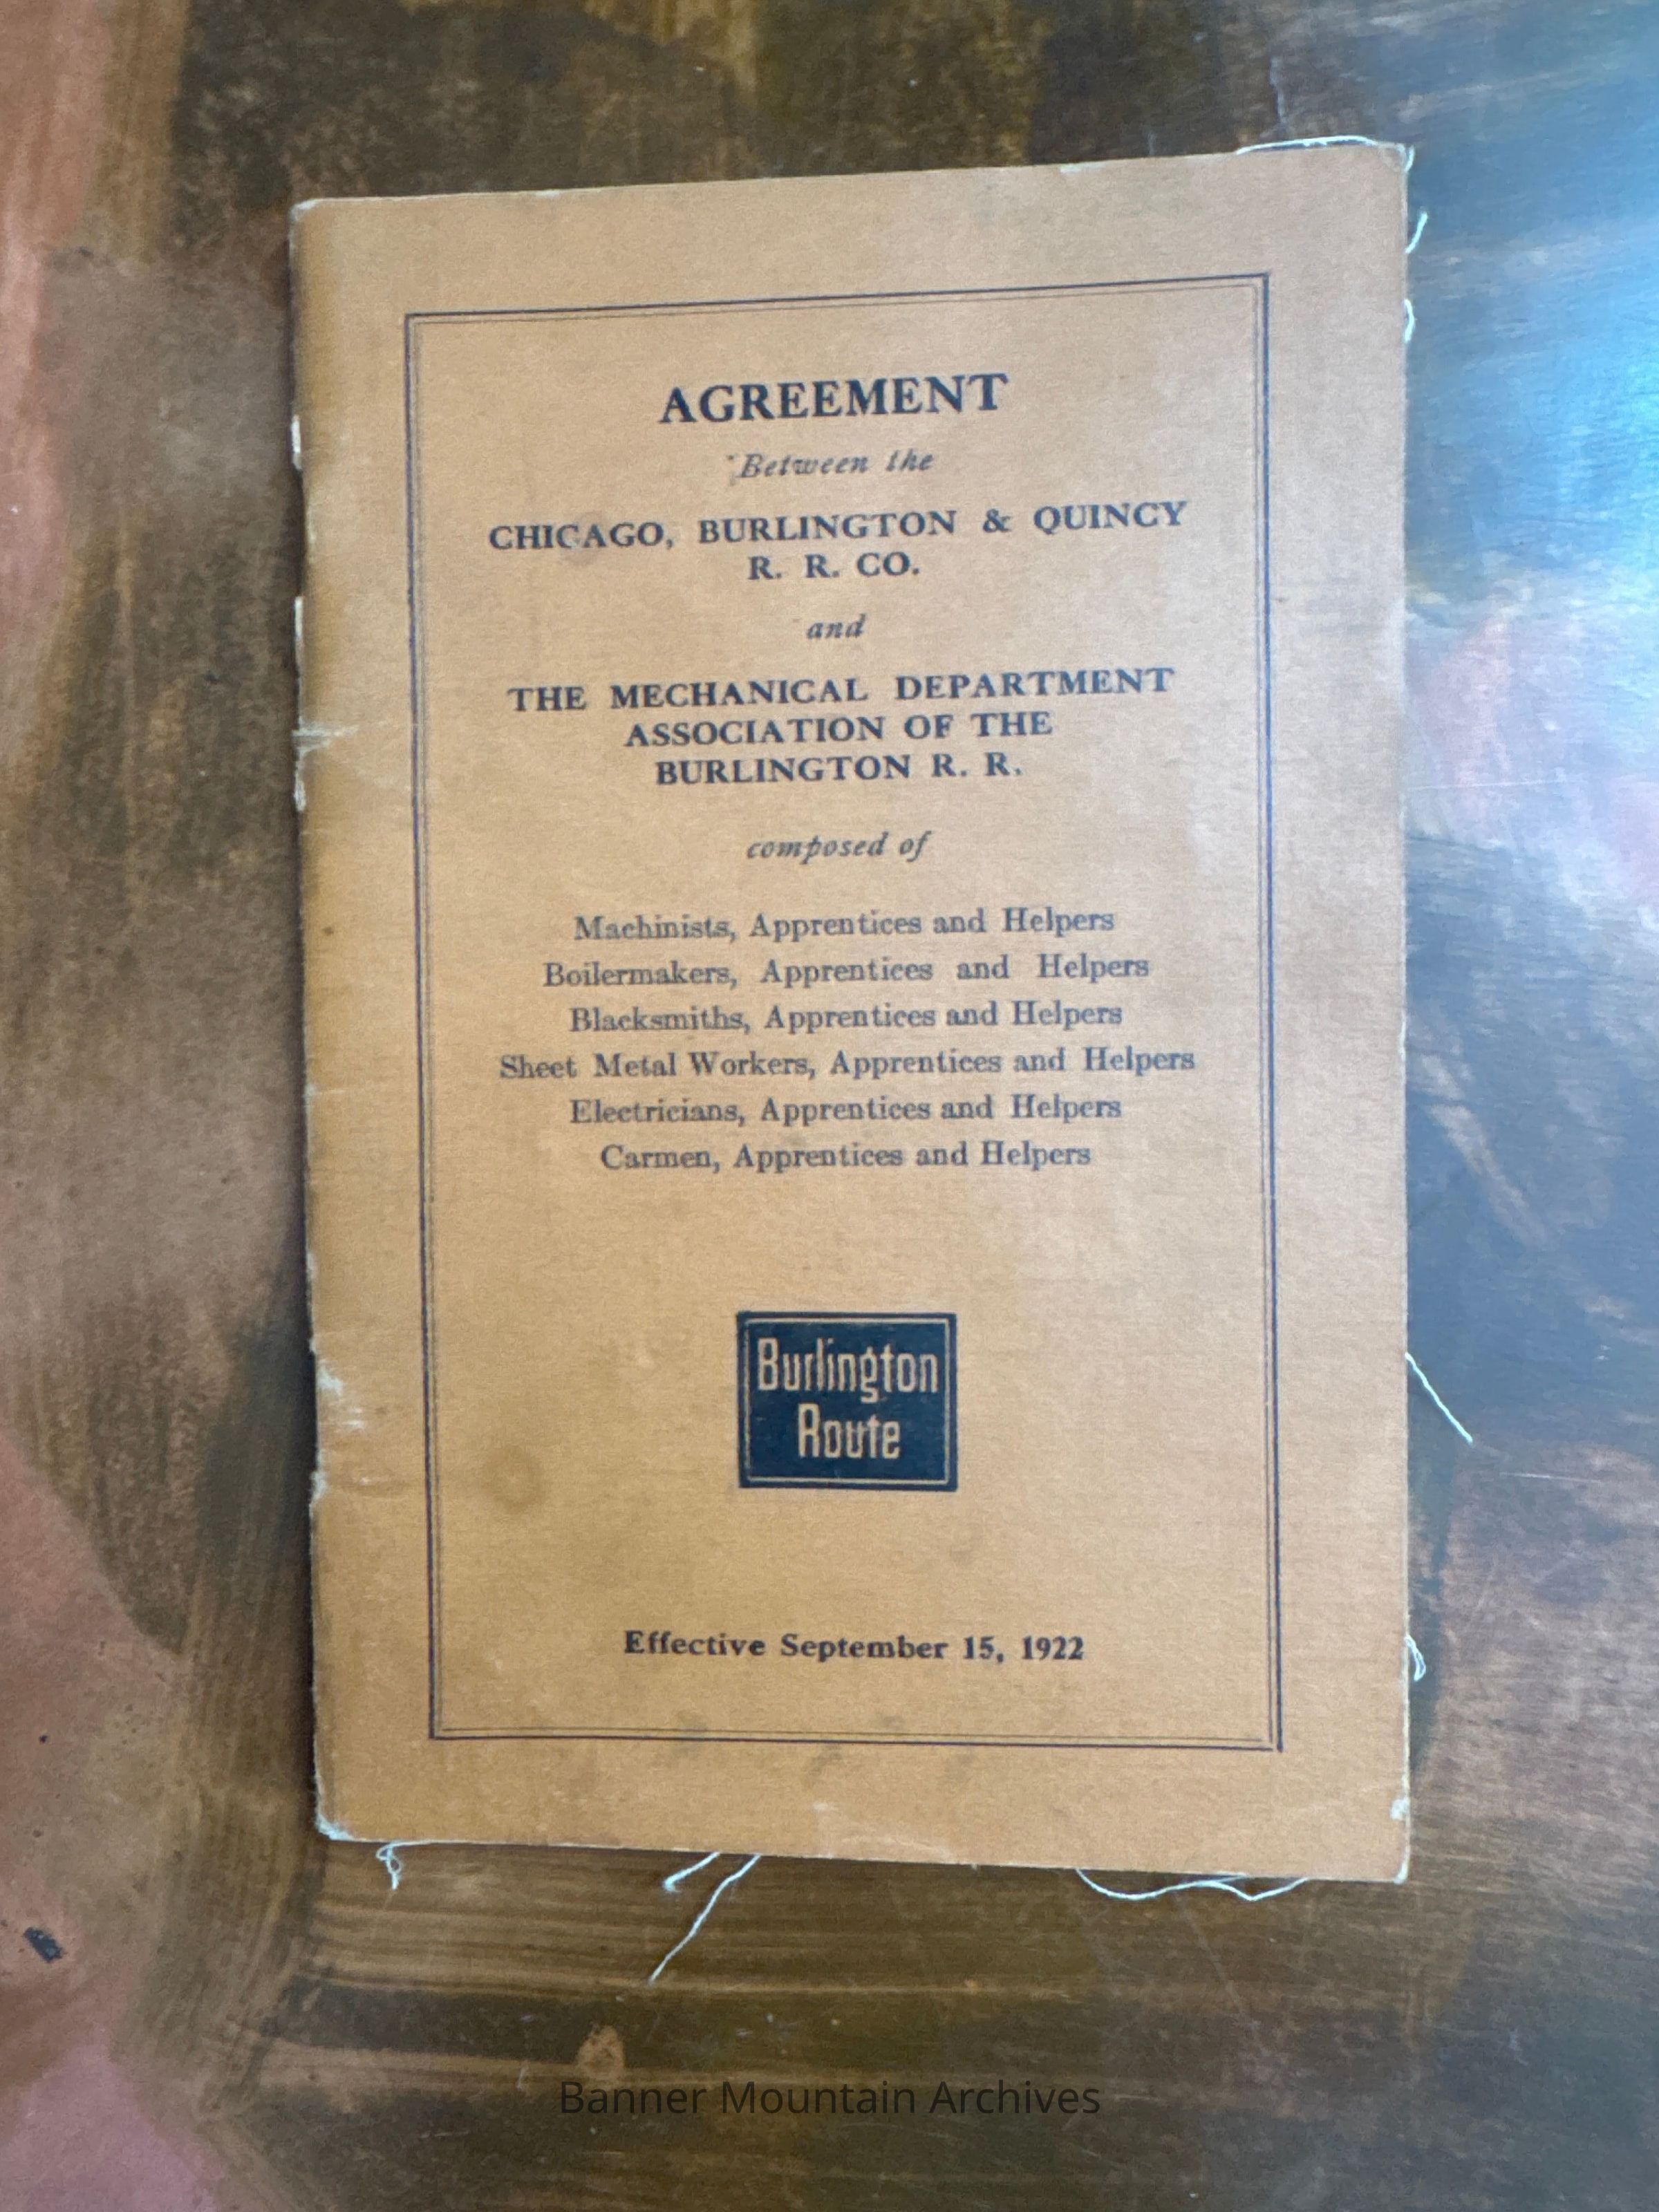 AGREEMENT
Between the
CHICAGO, BURLINGTON & QUINCY
R. R. CO.
and
THE MECHANICAL DEPARTMENT
ASSOCIATION OF THE
BURLINGTON R. R.
composed of
Machinists, Apprentices and Helpers
Boilermakers, Apprentices and Helpers
Blacksmiths, Apprentices and Helpers
Sheet Metal Workers, Apprentices and Helpers
Electricians, Apprentices and Helpers
Carmen, Apprentices and Helpers
Burlington
Route
Effective September 15, 1922
Banner Mountain Archives